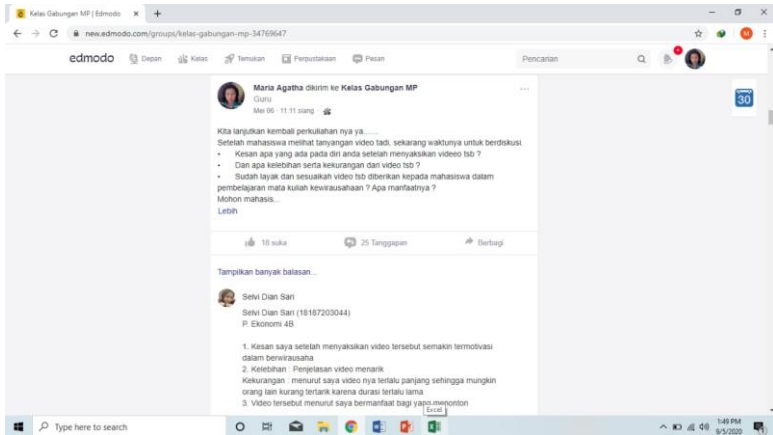 Kelas Gabungan MP | Edmodo
new.edmodo.com/groups/kelas-gabungan-mp-34769647
edmodo Depan Kelas Temukan Perpustakaan Pesan Pencarian
Maria Agatha dikirim ke Kelas Gabungan MP
Guru
Mei 06 · 11:11 siang
30
Kita lanjutkan kembali perkuliahan nya ya.......
Setelah mahasiswa melihat tanyangan video tadi, sekarang waktunya untuk berdiskusi.
• Kesan apa yang ada pada diri anda setelah menyaksikan videeo tsb ?
• Dan apa kelebihan serta kekurangan dari video tsb ?
• Sudah layak dan sesuaikah video tsb diberikan kepada mahasiswa dalam
pembelajaran mata kuliah kewirausahaan ? Apa manfaatnya ?
Mohon mahasis...
Lebih
18 suka 25 Tanggapan Berbagi
Tampilkan banyak balasan...
Selvi Dian Sari
Selvi Dian Sari (18187203044)
P. Ekonomi 4B
1. Kesan saya setelah menyaksikan video tersebut semakin termotivasi
dalam berwirausaha
2. Kelebihan : Penjelasan video menarik
Kekurangan : menurut saya video nya terlalu panjang sehingga mungkin
orang lain kurang tertarik karena durasi terlalu lama
3. Video tersebut menurut saya bermanfaat bagi yang menonton
Excel
Type here to search
1:49 PM
9/5/2020